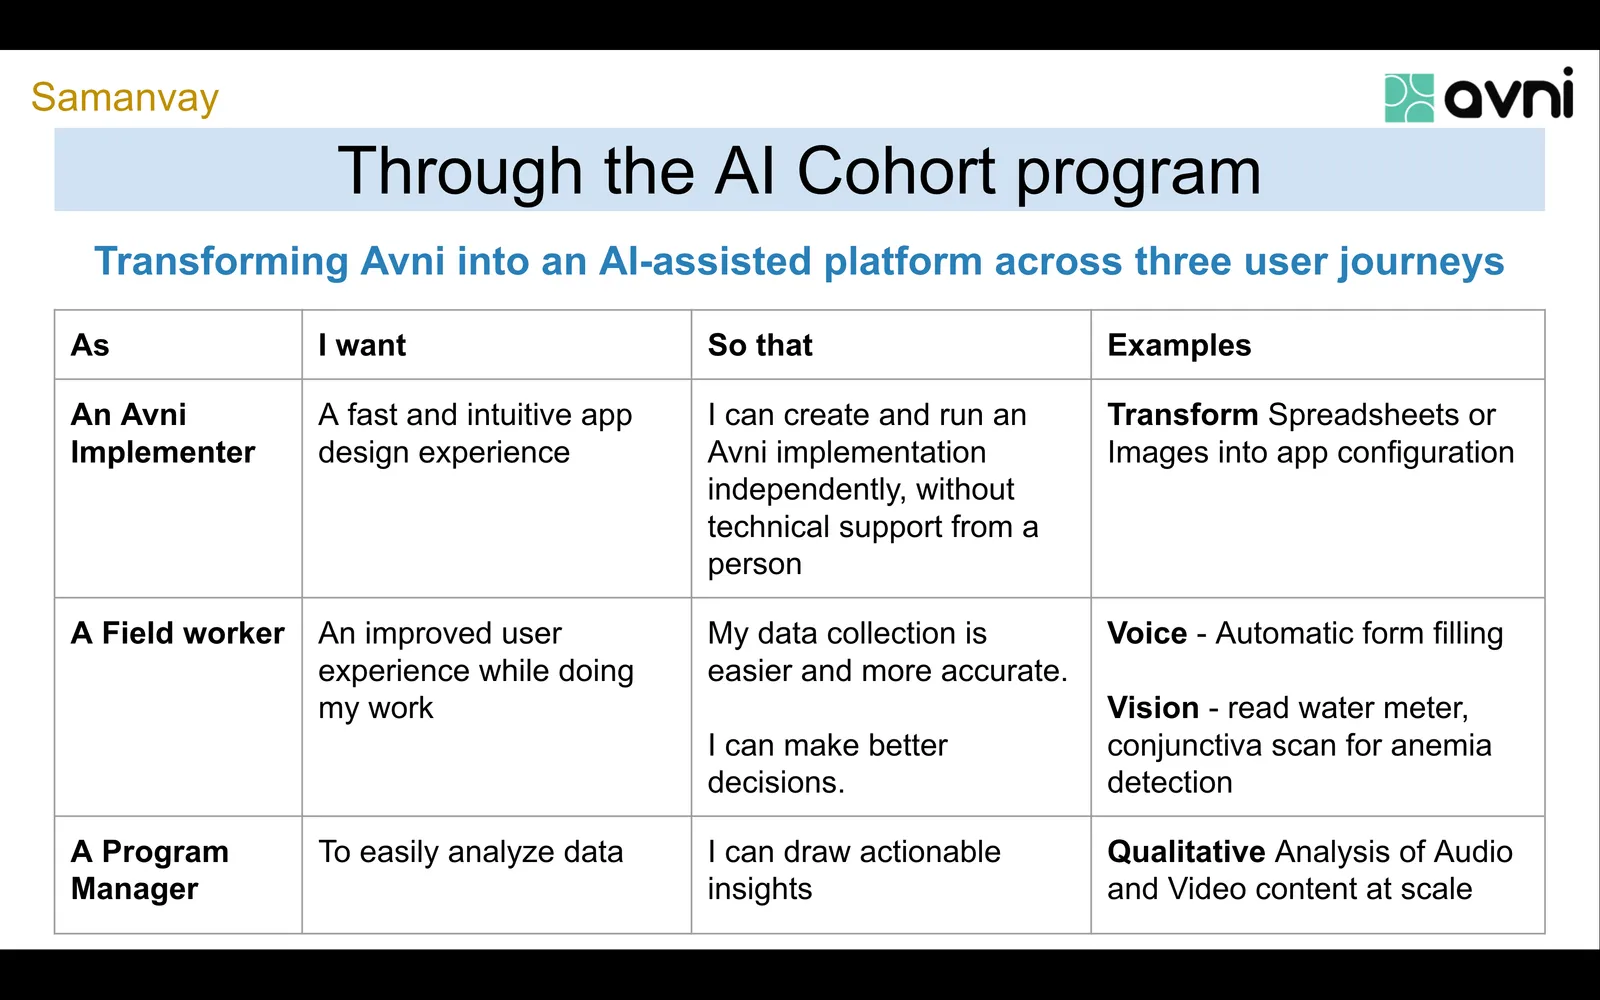 Samanvay
avni
Through the AI Cohort program
Transforming Avni into an AI-assisted platform across three user journeys
As
I want
So that
Examples
An Avni
Implementer
A fast and intuitive app
design experience
I can create and run an
Avni implementation
independently, without
technical support from a
person
Transform Spreadsheets or
Images into app configuration
A Field worker
An improved user
experience while doing
my work
My data collection is
easier and more accurate.
I can make better
decisions.
Voice - Automatic form filling
Vision - read water meter,
conjunctiva scan for anemia
detection
A Program
Manager
To easily analyze data
I can draw actionable
insights
Qualitative Analysis of Audio
and Video content at scale